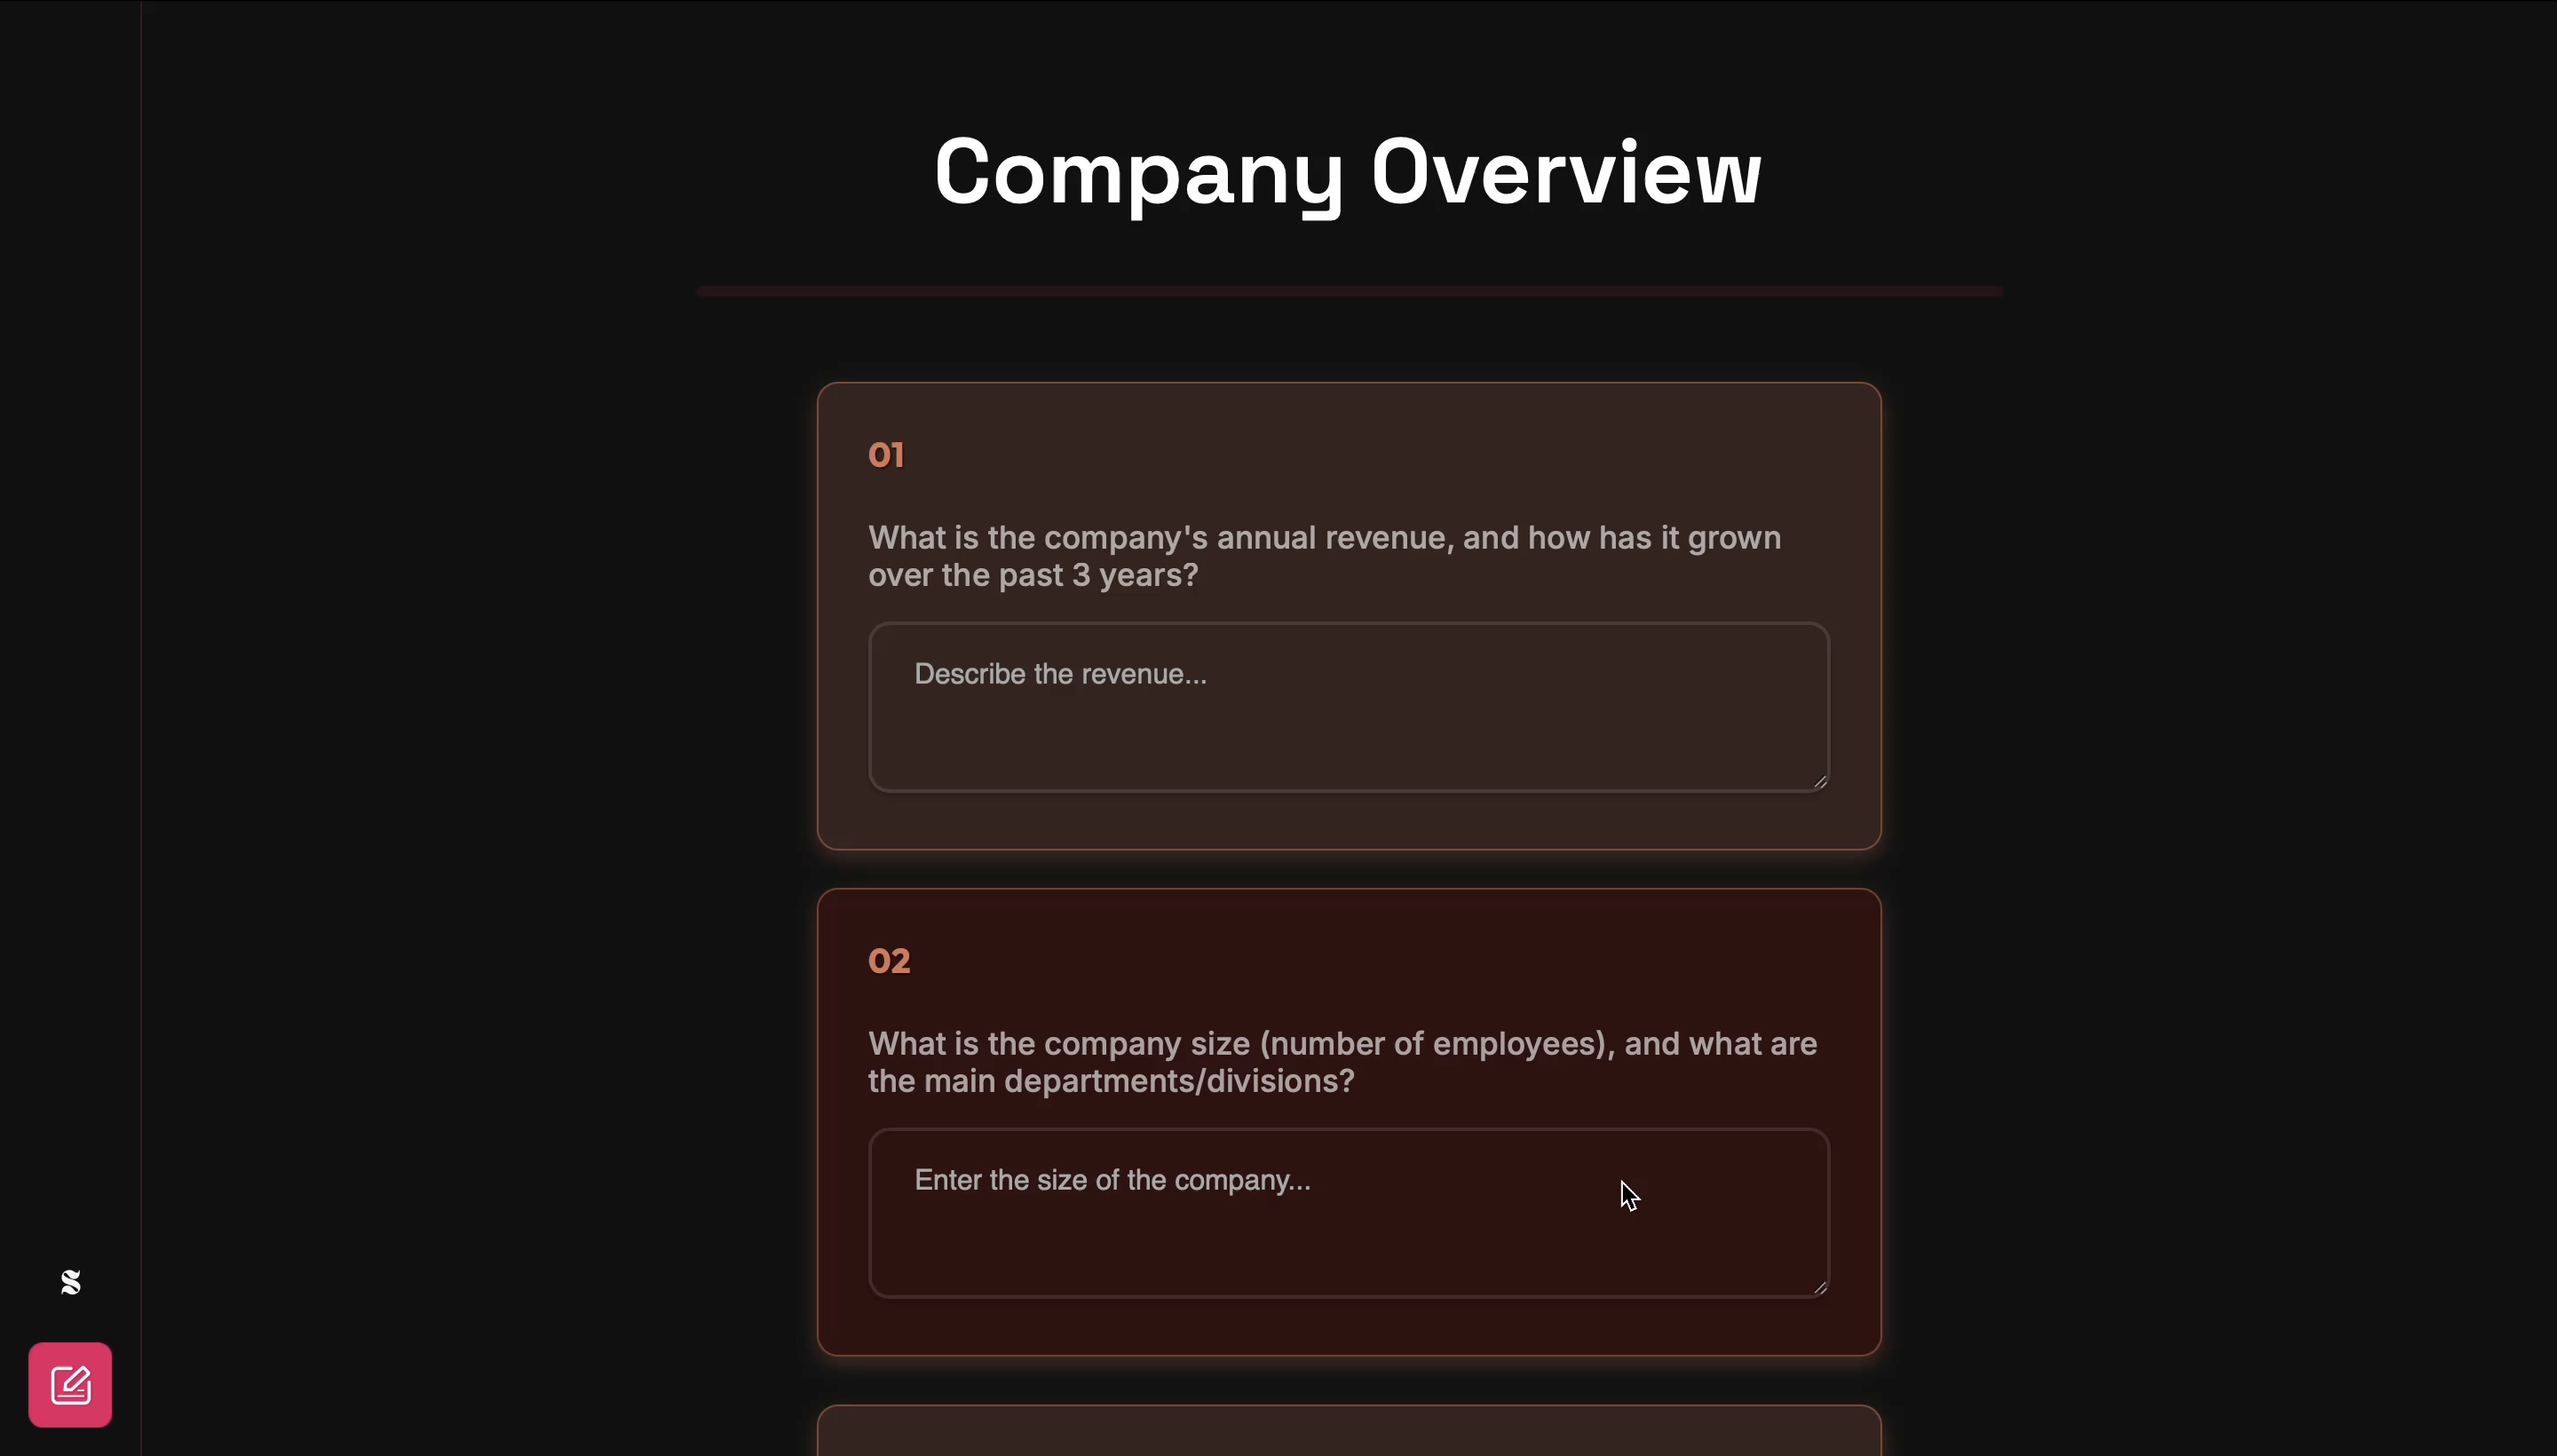 Company Overview
01
What is the company's annual revenue, and how has it grown
over the past 3 years?
Describe the revenue...
02
What is the company size (number of employees), and what are
the main departments/divisions?
Enter the size of the company...